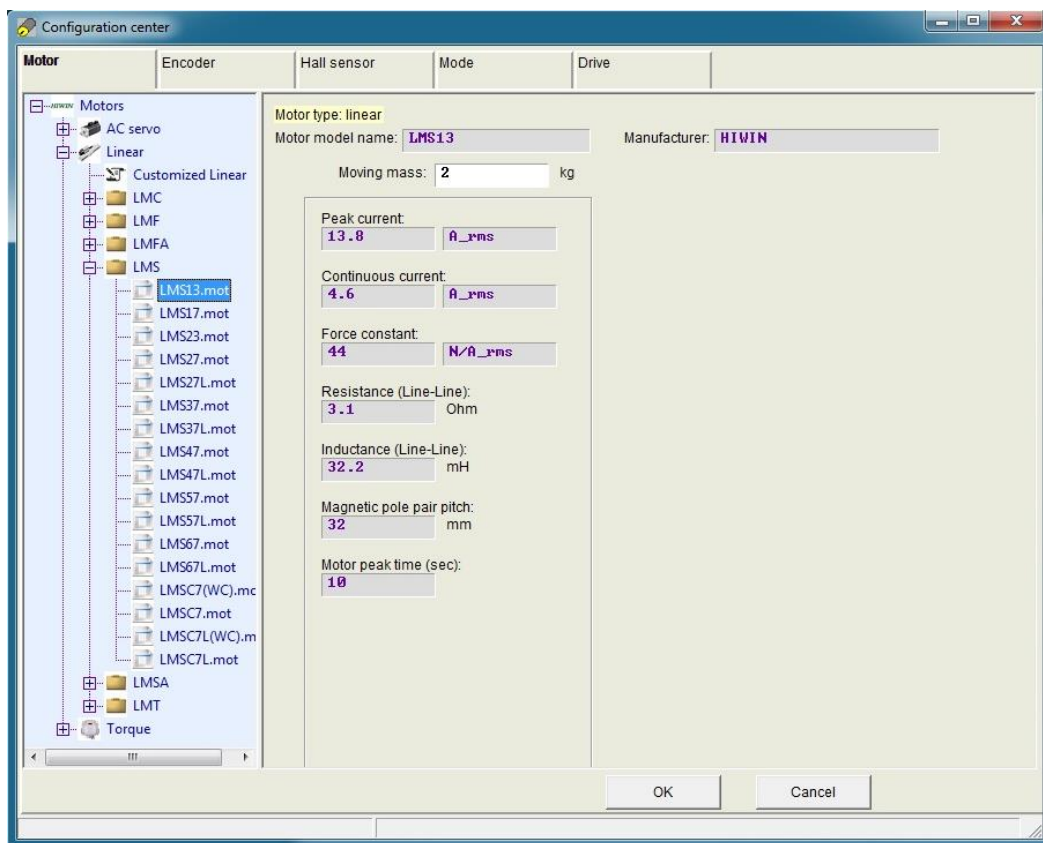 Configuration center
Motor Encoder Hall sensor Mode Drive
HIWIN Motors
AC servo
Linear
Customized Linear
LMC
LMF
LMFA
LMS
LMS13.mot
LMS17.mot
LMS23.mot
LMS27.mot
LMS27L.mot
LMS37.mot
LMS37L.mot
LMS47.mot
LMS47L.mot
LMS57.mot
LMS57L.mot
LMS67.mot
LMS67L.mot
LMSC7(WC).mc
LMSC7.mot
LMSC7L(WC).m
LMSC7L.mot
LMSA
LMT
Torque
Motor type: linear
Motor model name: LMS13 Manufacturer: HIWIN
Moving mass: 2 kg
Peak current:
13.8 A_rms
Continuous current:
4.6 A_rms
Force constant:
44 N/A_rms
Resistance (Line-Line):
3.1 Ohm
Inductance (Line-Line):
32.2 mH
Magnetic pole pair pitch:
32 mm
Motor peak time (sec):
10
OK Cancel